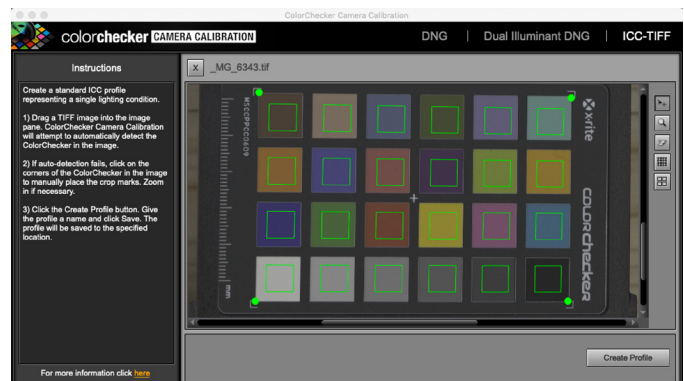 ColorChecker Camera Calibration
colorchecker CAMERA CALIBRATION
DNG | Dual Illuminant DNG | ICC-TIFF
Instructions
X _MG_6343.tif
Create a standard ICC profile
representing a single lighting condition.
1) Drag a TIFF image into the image
pane. ColorChecker Camera Calibration
will attempt to automatically detect the
ColorChecker in the image.
2) If auto-detection fails, click on the
corners of the ColorChecker in the image
to manually place the crop marks. Zoom
in if necessary.
3) Click the Create Profile button. Give
the profile a name and click Save. The
profile will be saved to the specified
location.
MSCCPPCC0409
mm
x-rite
colorchecker
Create Profile
For more information click here